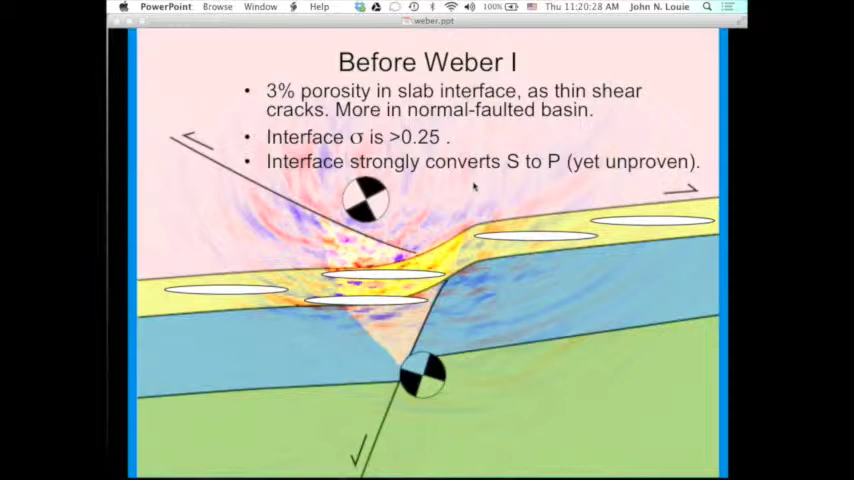 PowerPoint Browse Window Help 100% Thu 11:20:28 AM John N. Louie
weber.ppt
Before Weber I
• 3% porosity in slab interface, as thin shear
cracks. More in normal-faulted basin.
• Interface σ is >0.25 .
• Interface strongly converts S to P (yet unproven).